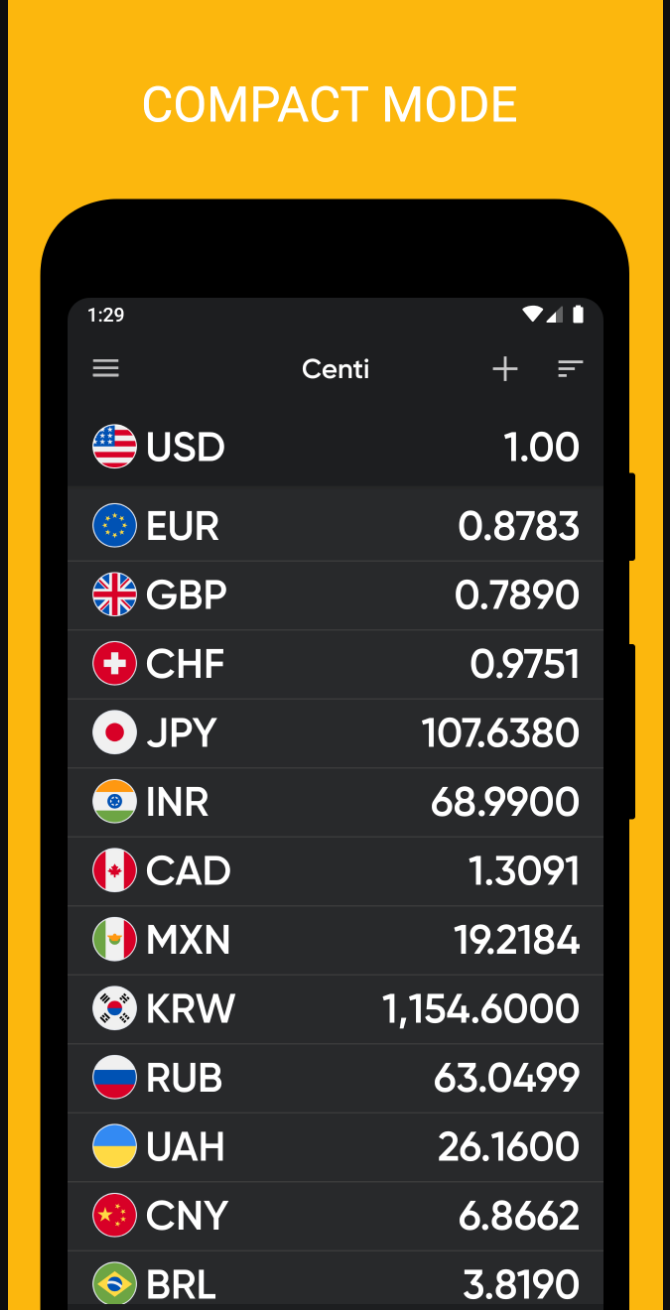 COMPACT MODE
1:29
Centi
USD 1.00
EUR 0.8783
GBP 0.7890
CHF 0.9751
JPY 107.6380
INR 68.9900
CAD 1.3091
MXN 19.2184
KRW 1,154.6000
RUB 63.0499
UAH 26.1600
CNY 6.8662
BRL 3.8190